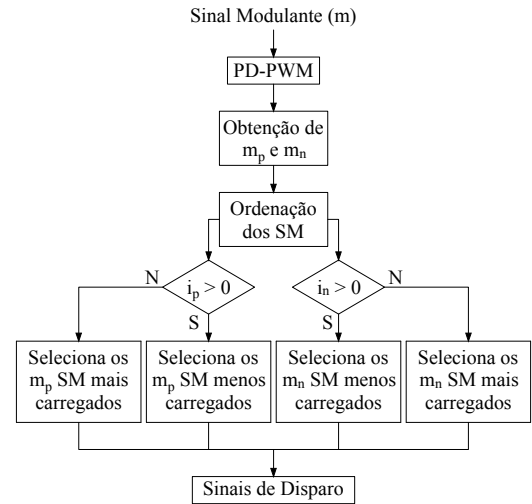 Sinal Modulante (m)
PD-PWM
Obtenção de
m_p e m_n
Ordenação
dos SM
N
i_p > 0
S
i_n > 0
N
S
Seleciona os
m_p SM mais
carregados
Seleciona os
m_p SM menos
carregados
Seleciona os
m_n SM menos
carregados
Seleciona os
m_n SM mais
carregados
Sinais de Disparo